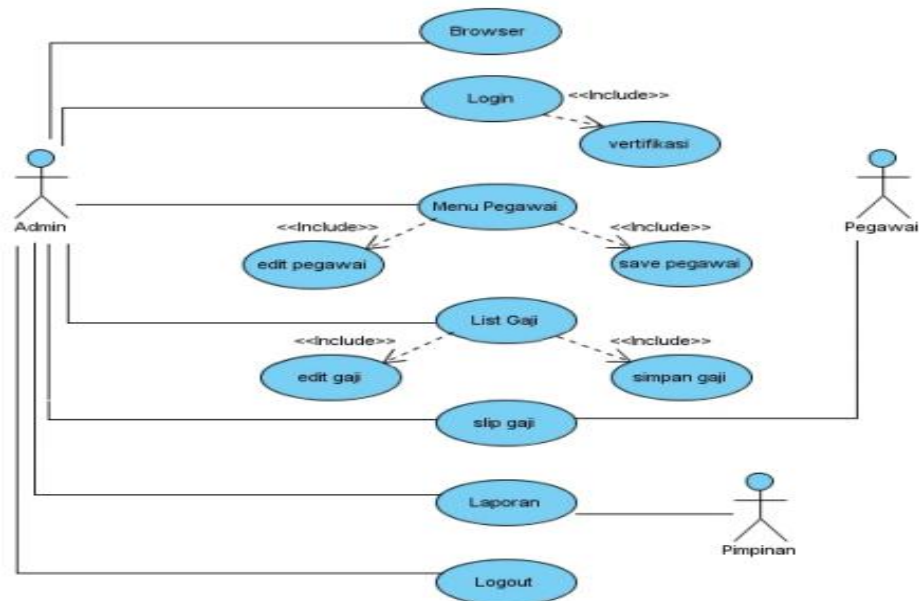 Browser
Login
<<Include>>
vertifikasi
Admin
Pegawai
Menu Pegawai
<<Include>>
<<Include>>
edit pegawai
save pegawai
List Gaji
<<Include>>
<<Include>>
edit gaji
simpan gaji
slip gaji
Laporan
Pimpinan
Logout